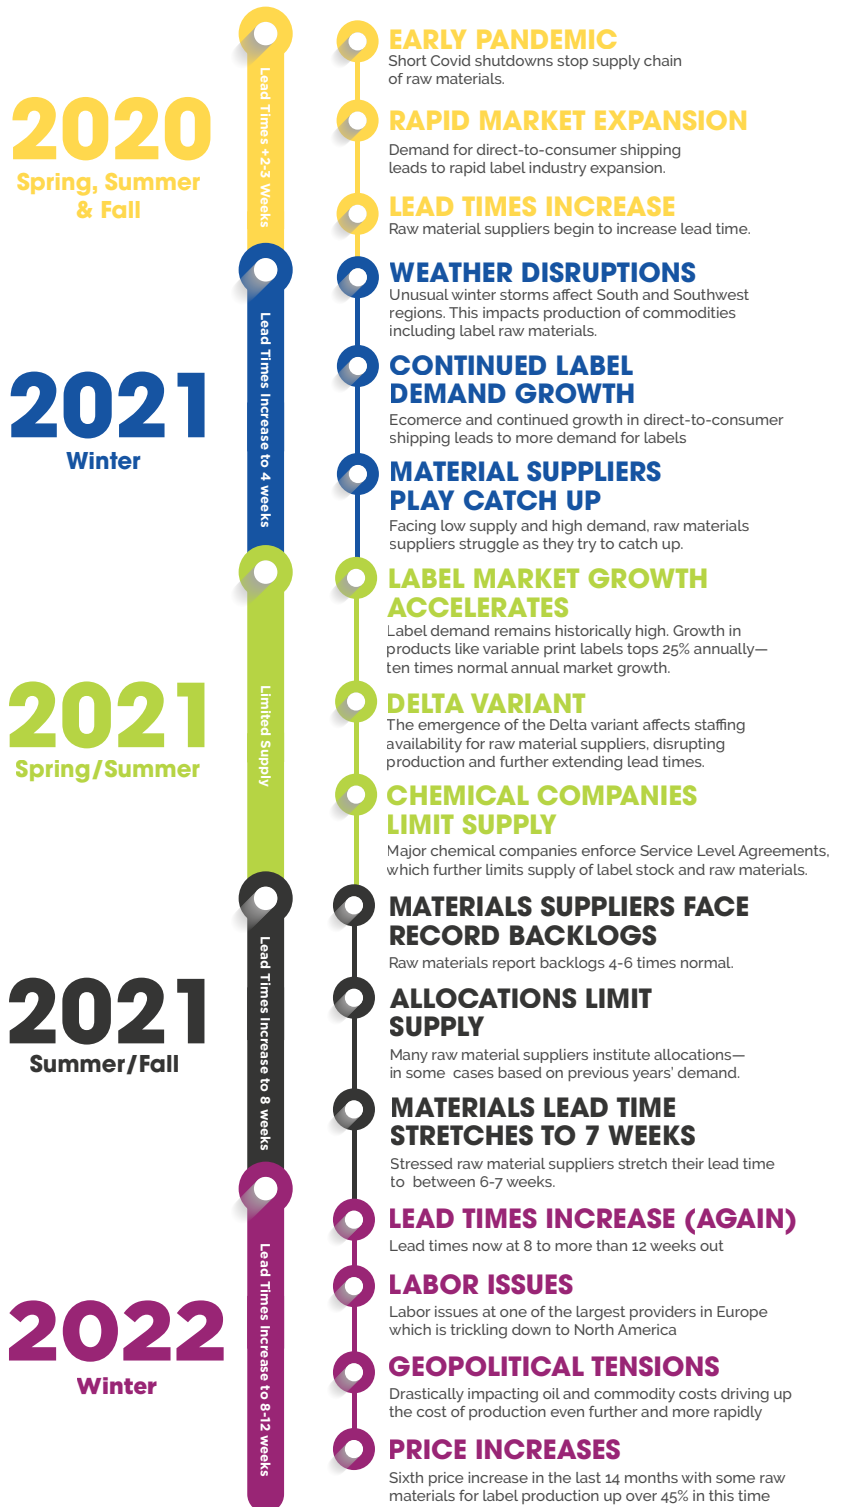 2020
Spring, Summer
& Fall
Lead Times +2-3 Weeks
EARLY PANDEMIC
Short Covid shutdowns stop supply chain
of raw materials.
RAPID MARKET EXPANSION
Demand for direct-to-consumer shipping
leads to rapid label industry expansion.
LEAD TIMES INCREASE
Raw material suppliers begin to increase lead time.
2021
Winter
Lead Times Increase to 4 weeks
WEATHER DISRUPTIONS
Unusual winter storms affect South and Southwest
regions. This impacts production of commodities
including label raw materials.
CONTINUED LABEL
DEMAND GROWTH
Ecomerce and continued growth in direct-to-consumer
shipping leads to more demand for labels
MATERIAL SUPPLIERS
PLAY CATCH UP
Facing low supply and high demand, raw materials
suppliers struggle as they try to catch up.
2021
Spring/Summer
Limited Supply
LABEL MARKET GROWTH
ACCELERATES
Label demand remains historically high. Growth in
products like variable print labels tops 25% annually—
ten times normal annual market growth.
DELTA VARIANT
The emergence of the Delta variant affects staffing
availability for raw material suppliers, disrupting
production and further extending lead times.
CHEMICAL COMPANIES
LIMIT SUPPLY
Major chemical companies enforce Service Level Agreements,
which further limits supply of label stock and raw materials.
2021
Summer/Fall
Lead Times Increase to 8 weeks
MATERIALS SUPPLIERS FACE
RECORD BACKLOGS
Raw materials report backlogs 4-6 times normal.
ALLOCATIONS LIMIT
SUPPLY
Many raw material suppliers institute allocations—
in some cases based on previous years' demand.
MATERIALS LEAD TIME
STRETCHES TO 7 WEEKS
Stressed raw material suppliers stretch their lead time
to between 6-7 weeks.
2022
Winter
Lead Times Increase to 8-12 weeks
LEAD TIMES INCREASE (AGAIN)
Lead times now at 8 to more than 12 weeks out
LABOR ISSUES
Labor issues at one of the largest providers in Europe
which is trickling down to North America
GEOPOLITICAL TENSIONS
Drastically impacting oil and commodity costs driving up
the cost of production even further and more rapidly
PRICE INCREASES
Sixth price increase in the last 14 months with some raw
materials for label production up over 45% in this time